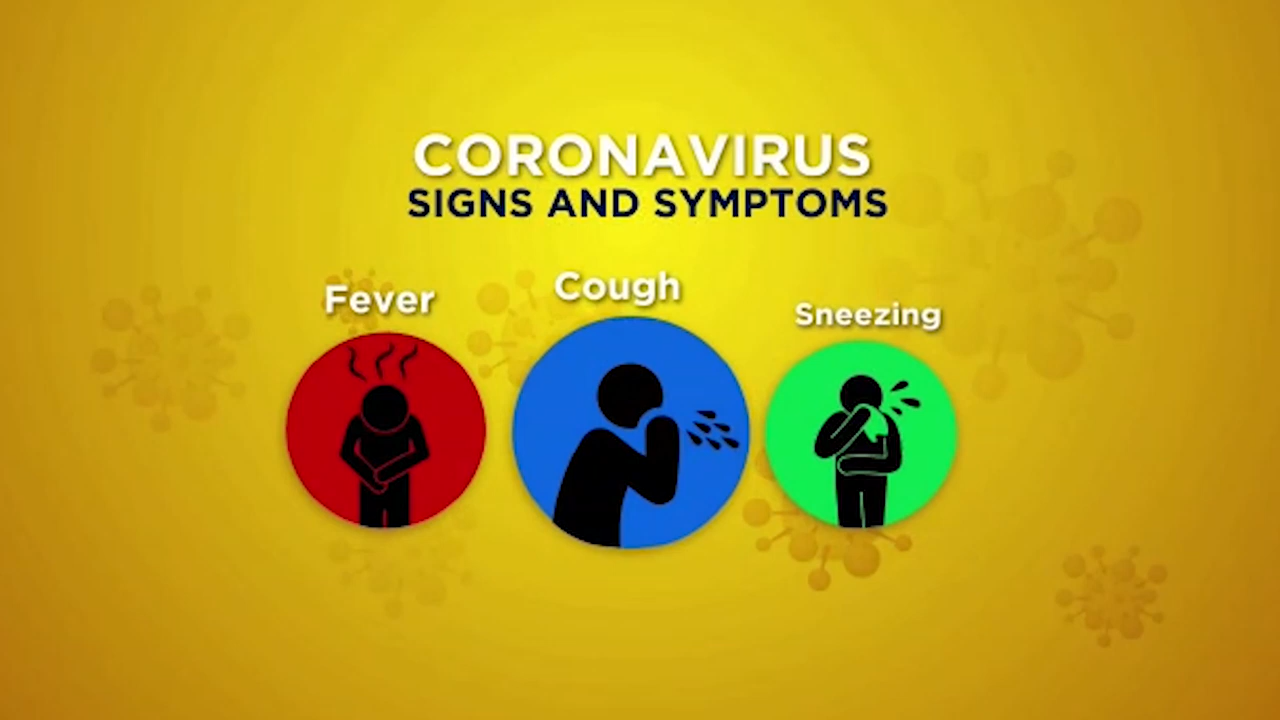 CORONAVIRUS
SIGNS AND SYMPTOMS
Fever
Cough
Sneezing